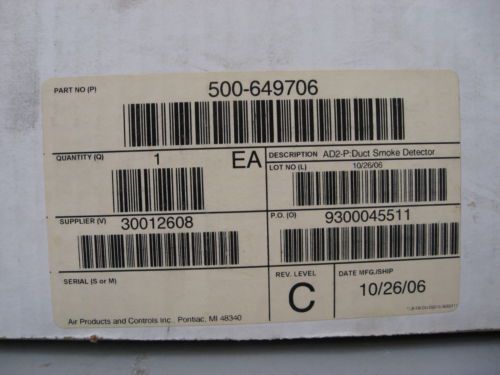 PART NO (P) 500-649706
QUANTITY (Q) 1 EA
DESCRIPTION AD2-P:Duct Smoke Detector
LOT NO (L) 10/26/06
SUPPLIER (V) 30012608
P.O. (O) 9300045511
SERIAL (S or M)
REV. LEVEL C
DATE MFG./SHIP 10/26/06
Air Products and Controls Inc. Pontiac, MI 48340